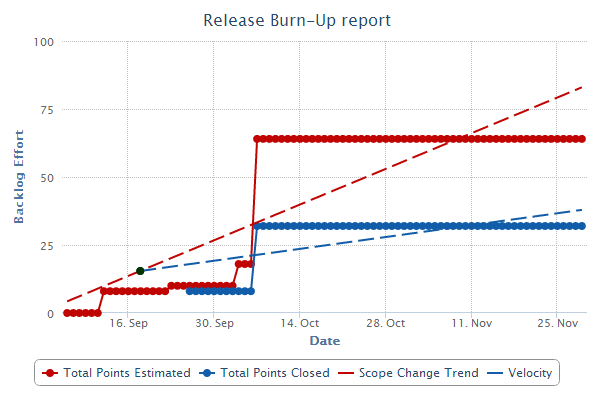 Release Burn-Up report
100
75
50
25
0
Backlog Effort
16. Sep
30. Sep
14. Oct
28. Oct
11. Nov
25. Nov
Date
Total Points Estimated
Total Points Closed
Scope Change Trend
Velocity